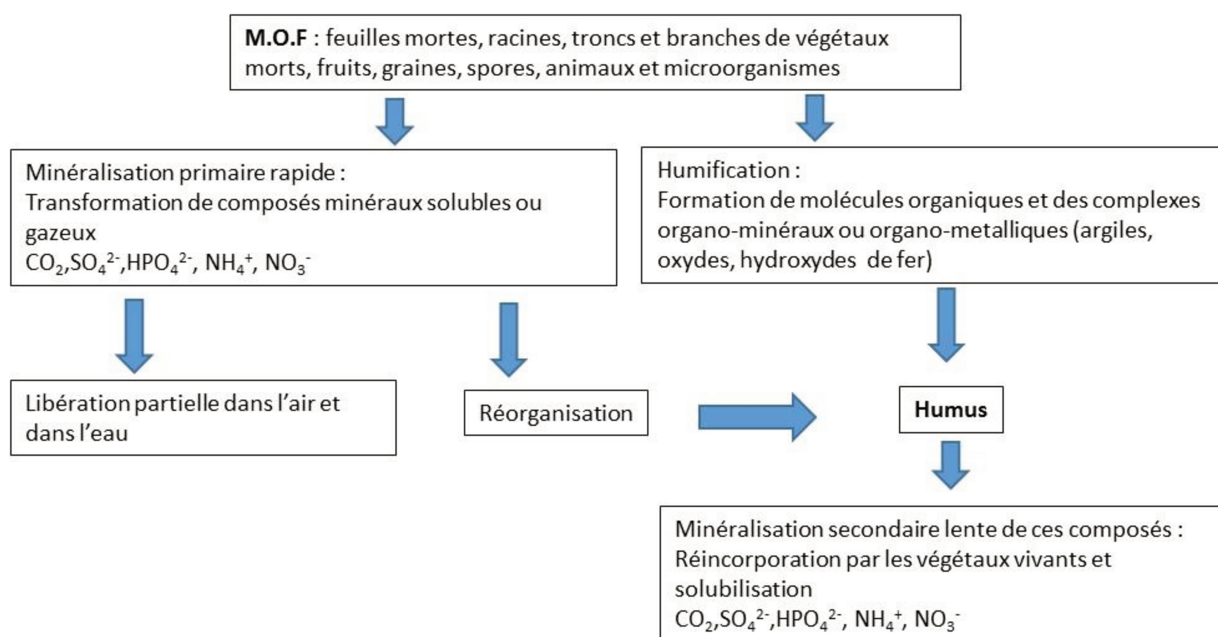 M.O.F : feuilles mortes, racines, troncs et branches de végétaux
morts, fruits, graines, spores, animaux et microorganismes
Minéralisation primaire rapide :
Transformation de composés minéraux solubles ou
gazeux
CO₂,SO₄²⁻,HPO₄²⁻, NH₄⁺, NO₃⁻
Humification :
Formation de molécules organiques et des complexes
organo-minéraux ou organo-metalliques (argiles,
oxydes, hydroxydes de fer)
Libération partielle dans l’air et
dans l’eau
Réorganisation
Humus
Minéralisation secondaire lente de ces composés :
Réincorporation par les végétaux vivants et
solubilisation
CO₂,SO₄²⁻,HPO₄²⁻, NH₄⁺, NO₃⁻